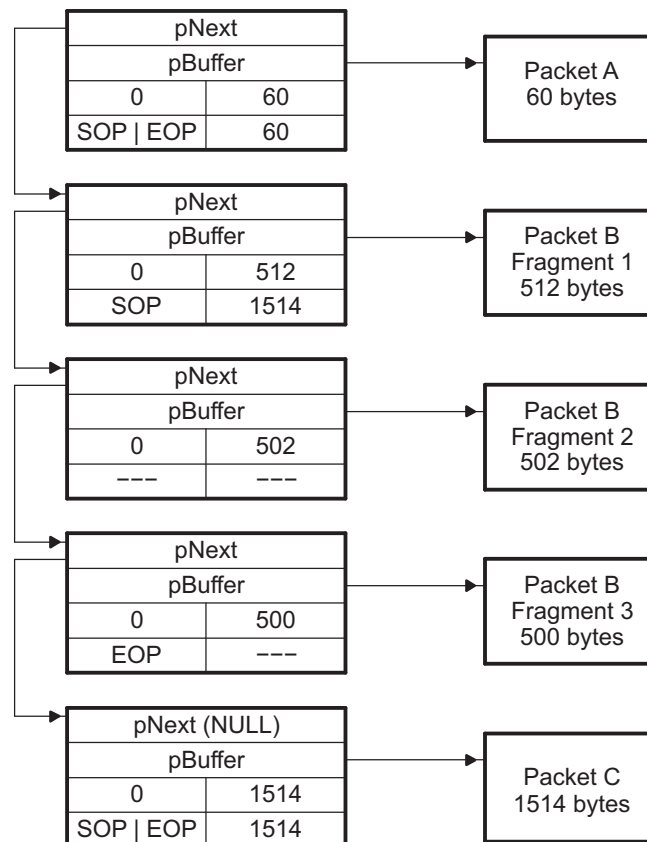 pNext
pBuffer
0 60
SOP | EOP 60
Packet A
60 bytes
pNext
pBuffer
0 512
SOP 1514
Packet B
Fragment 1
512 bytes
pNext
pBuffer
0 502
––– –––
Packet B
Fragment 2
502 bytes
pNext
pBuffer
0 500
EOP –––
Packet B
Fragment 3
500 bytes
pNext (NULL)
pBuffer
0 1514
SOP | EOP 1514
Packet C
1514 bytes